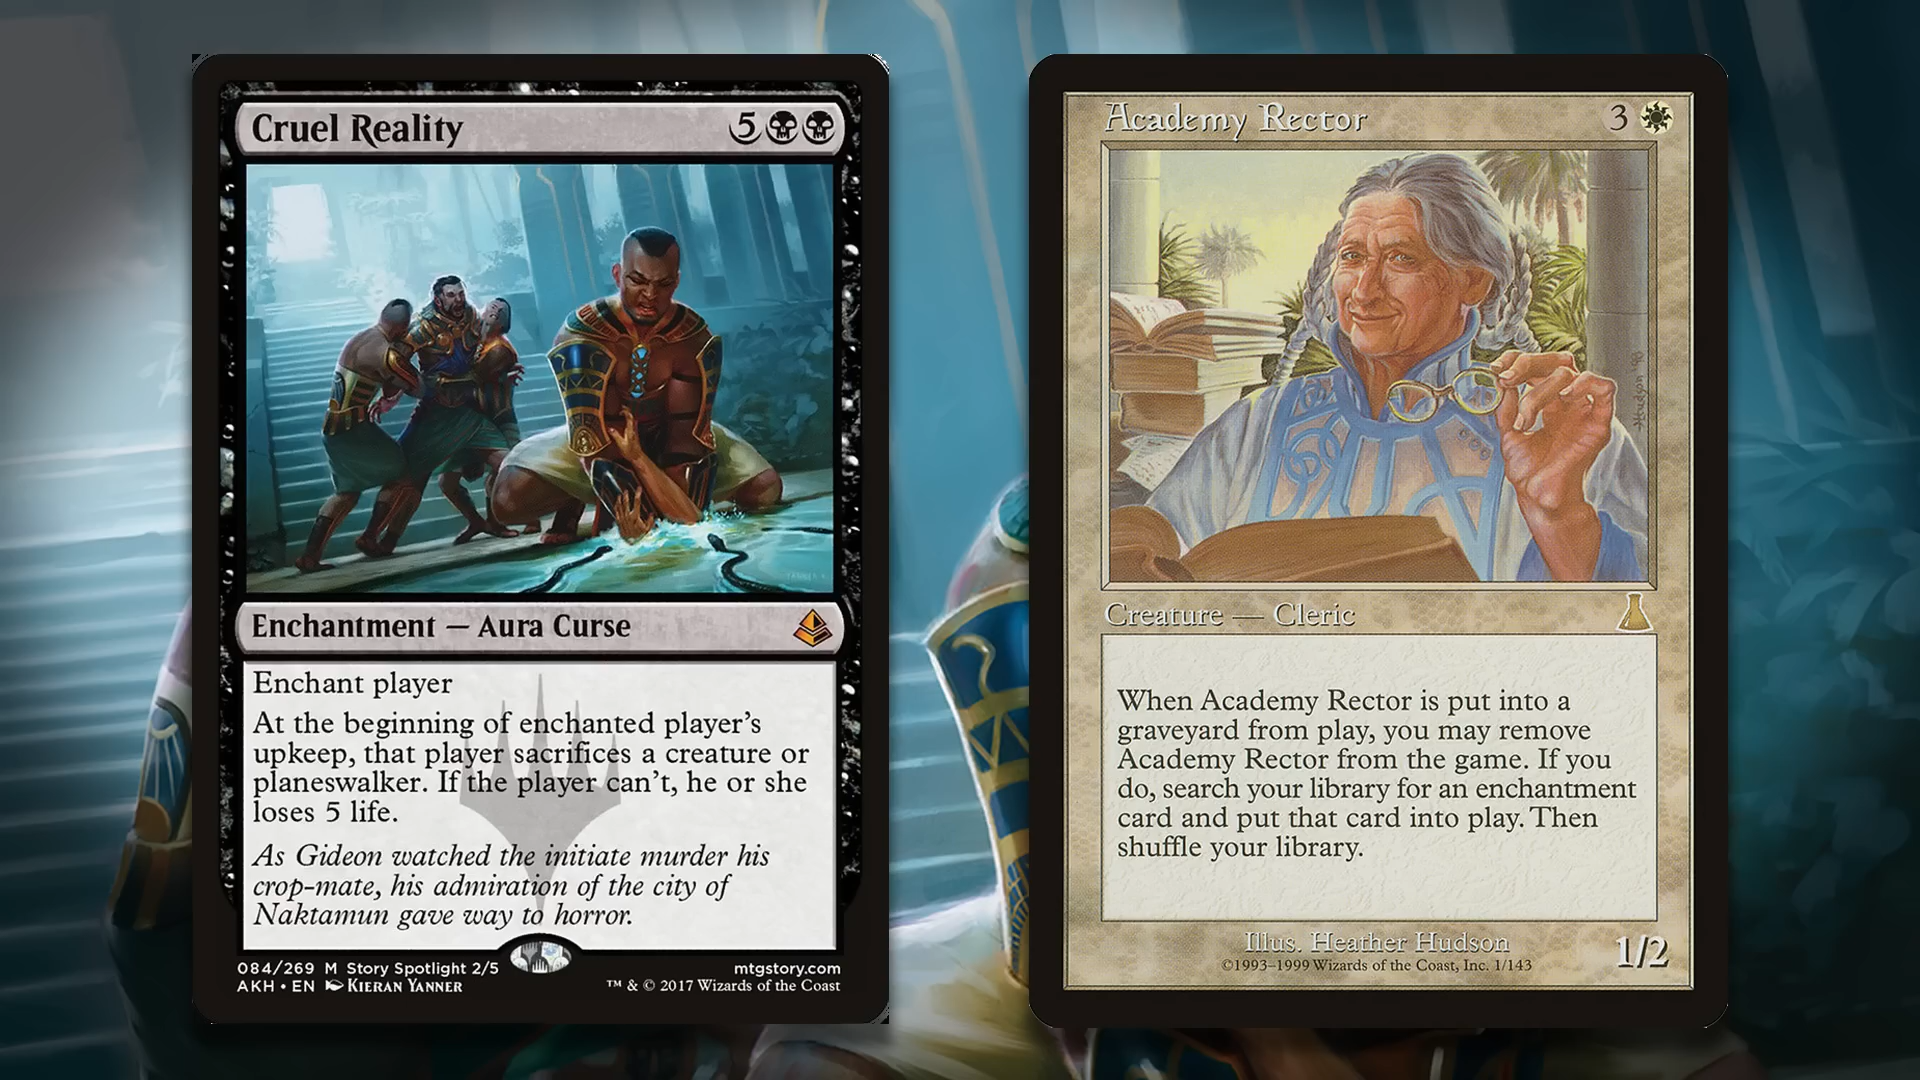 Cruel Reality 5
Enchantment — Aura Curse
Enchant player
At the beginning of enchanted player's
upkeep, that player sacrifices a creature or
planeswalker. If the player can't, he or she
loses 5 life.
As Gideon watched the initiate murder his
crop-mate, his admiration of the city of
Naktamun gave way to horror.
084/269 M Story Spotlight 2/5
AKH • EN Kieran Yanner
mtgstory.com
™ & © 2017 Wizards of the Coast
Academy Rector 3
Hudson '98
Creature — Cleric
When Academy Rector is put into a
graveyard from play, you may remove
Academy Rector from the game. If you
do, search your library for an enchantment
card and put that card into play. Then
shuffle your library.
Illus. Heather Hudson
©1993–1999 Wizards of the Coast, Inc. 1/143
1/2